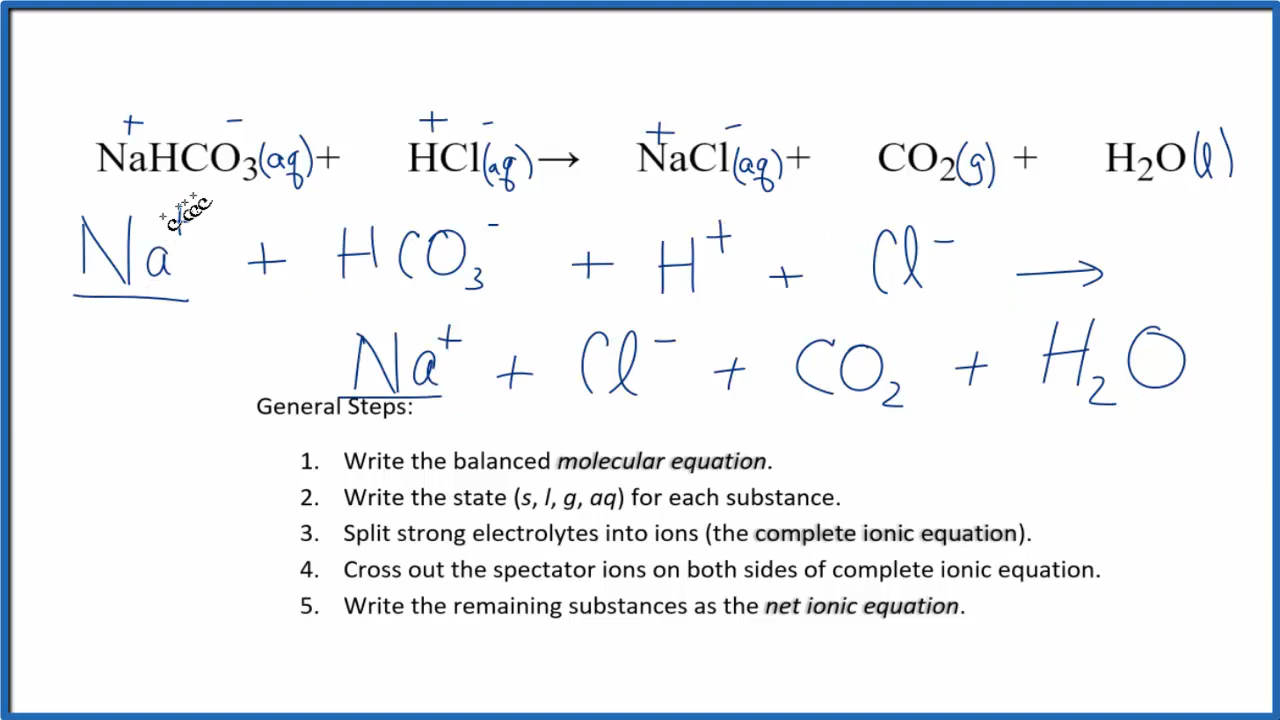 + − + − + −
NaHCO₃(aq) + HCl(aq) → NaCl(aq) + CO₂(g) + H₂O(l)
Na + HCO₃⁻ + H⁺ + Cl⁻ →
Na⁺ + Cl⁻ + CO₂ + H₂O
General Steps:
1. Write the balanced molecular equation.
2. Write the state (s, l, g, aq) for each substance.
3. Split strong electrolytes into ions (the complete ionic equation).
4. Cross out the spectator ions on both sides of complete ionic equation.
5. Write the remaining substances as the net ionic equation.